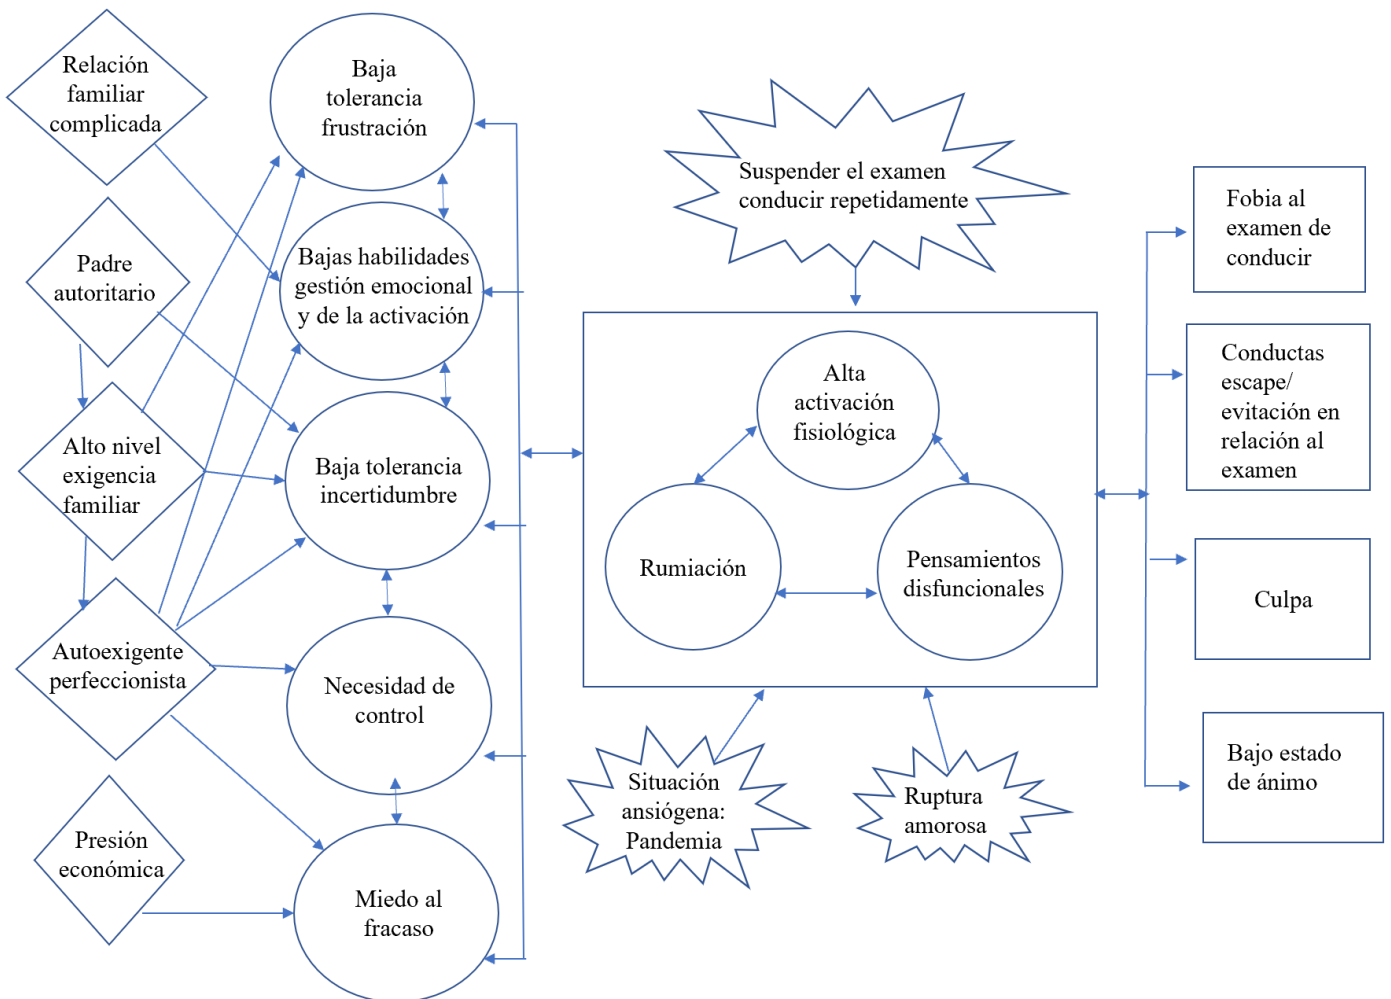 Relación
familiar
complicada
Padre
autoritario
Alto nivel
exigencia
familiar
Autoexigente
perfeccionista
Presión
económica
Baja
tolerancia
frustración
Bajas habilidades
gestión emocional
y de la activación
Baja tolerancia
incertidumbre
Necesidad de
control
Miedo al
fracaso
Suspender el examen
conducir repetidamente
Alta
activación
fisiológica
Rumiación
Pensamientos
disfuncionales
Situación
ansiógena:
Pandemia
Ruptura
amorosa
Fobia al
examen de
conducir
Conductas
escape/
evitación en
relación al
examen
Culpa
Bajo estado
de ánimo